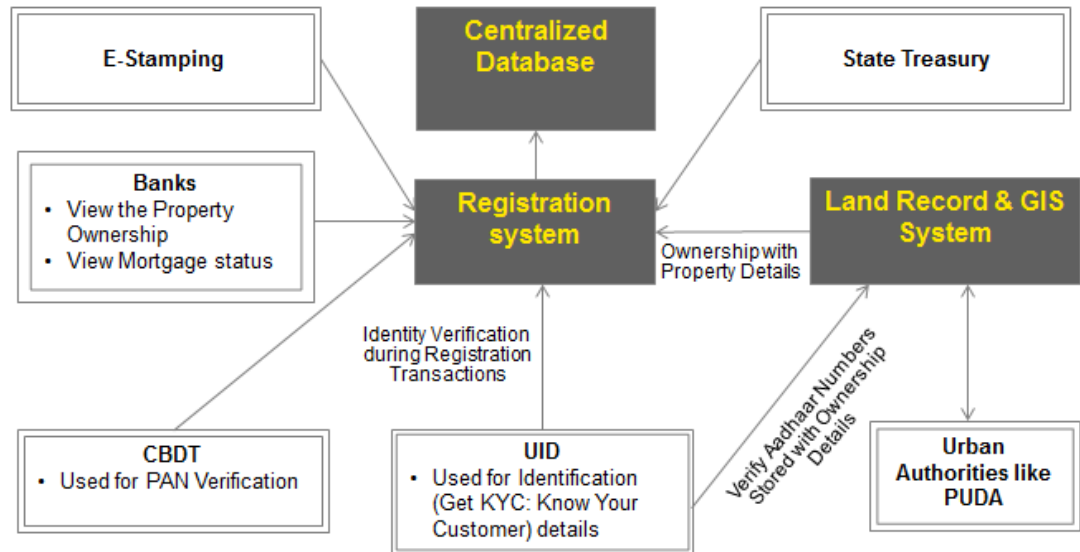 E-Stamping
Centralized
Database
State Treasury
Banks
• View the Property
Ownership
• View Mortgage status
Registration
system
Land Record & GIS
System
Ownership with
Property Details
Identity Verification
during Registration
Transactions
Verify Aadhaar Numbers
Stored with Ownership
Details
CBDT
• Used for PAN Verification
UID
• Used for Identification
(Get KYC: Know Your
Customer) details
Urban
Authorities like
PUDA